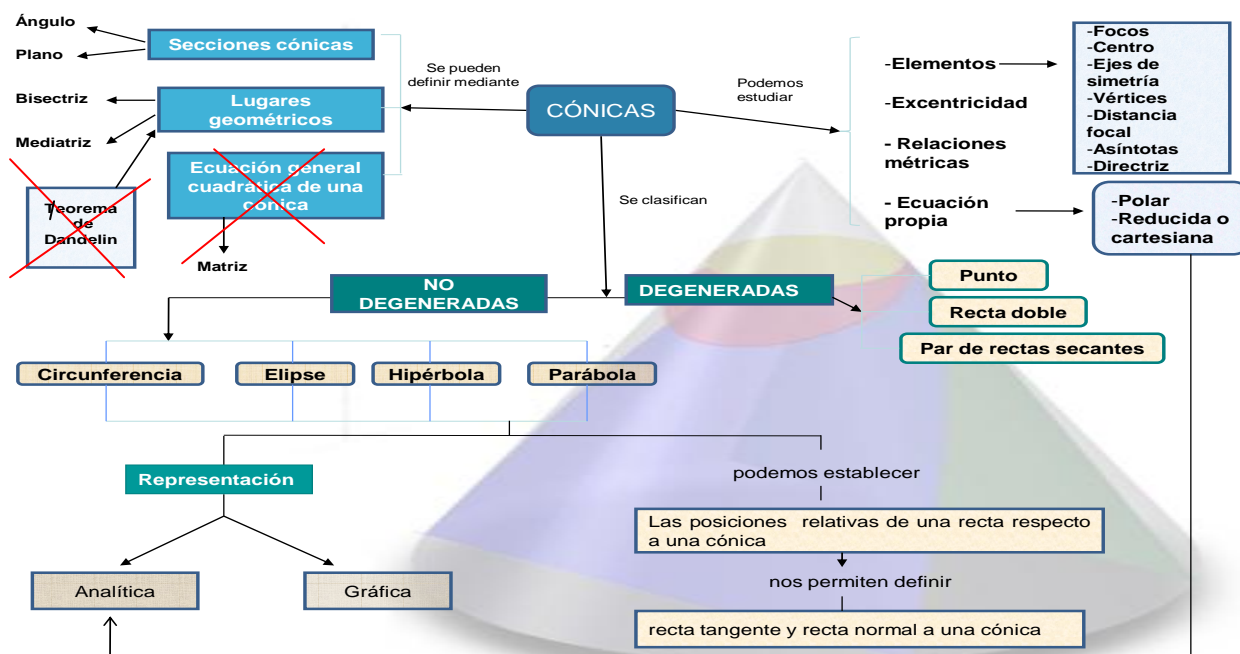 Ángulo
Plano
Secciones cónicas
Bisectriz
Mediatriz
Lugares
geométricos
Teorema
de
Dandelin
Ecuación general
cuadrática de una
cónica
Matriz
Se pueden
definir mediante
CÓNICAS
Podemos
estudiar
-Elementos
-Excentricidad
- Relaciones
métricas
- Ecuación
propia
-Focos
-Centro
-Ejes de
simetría
-Vértices
-Distancia
focal
-Asíntotas
-Directriz
-Polar
-Reducida o
cartesiana
Se clasifican
NO
DEGENERADAS
DEGENERADAS
Punto
Recta doble
Par de rectas secantes
Circunferencia
Elipse
Hipérbola
Parábola
Representación
Analítica
Gráfica
podemos establecer
Las posiciones relativas de una recta respecto
a una cónica
nos permiten definir
recta tangente y recta normal a una cónica